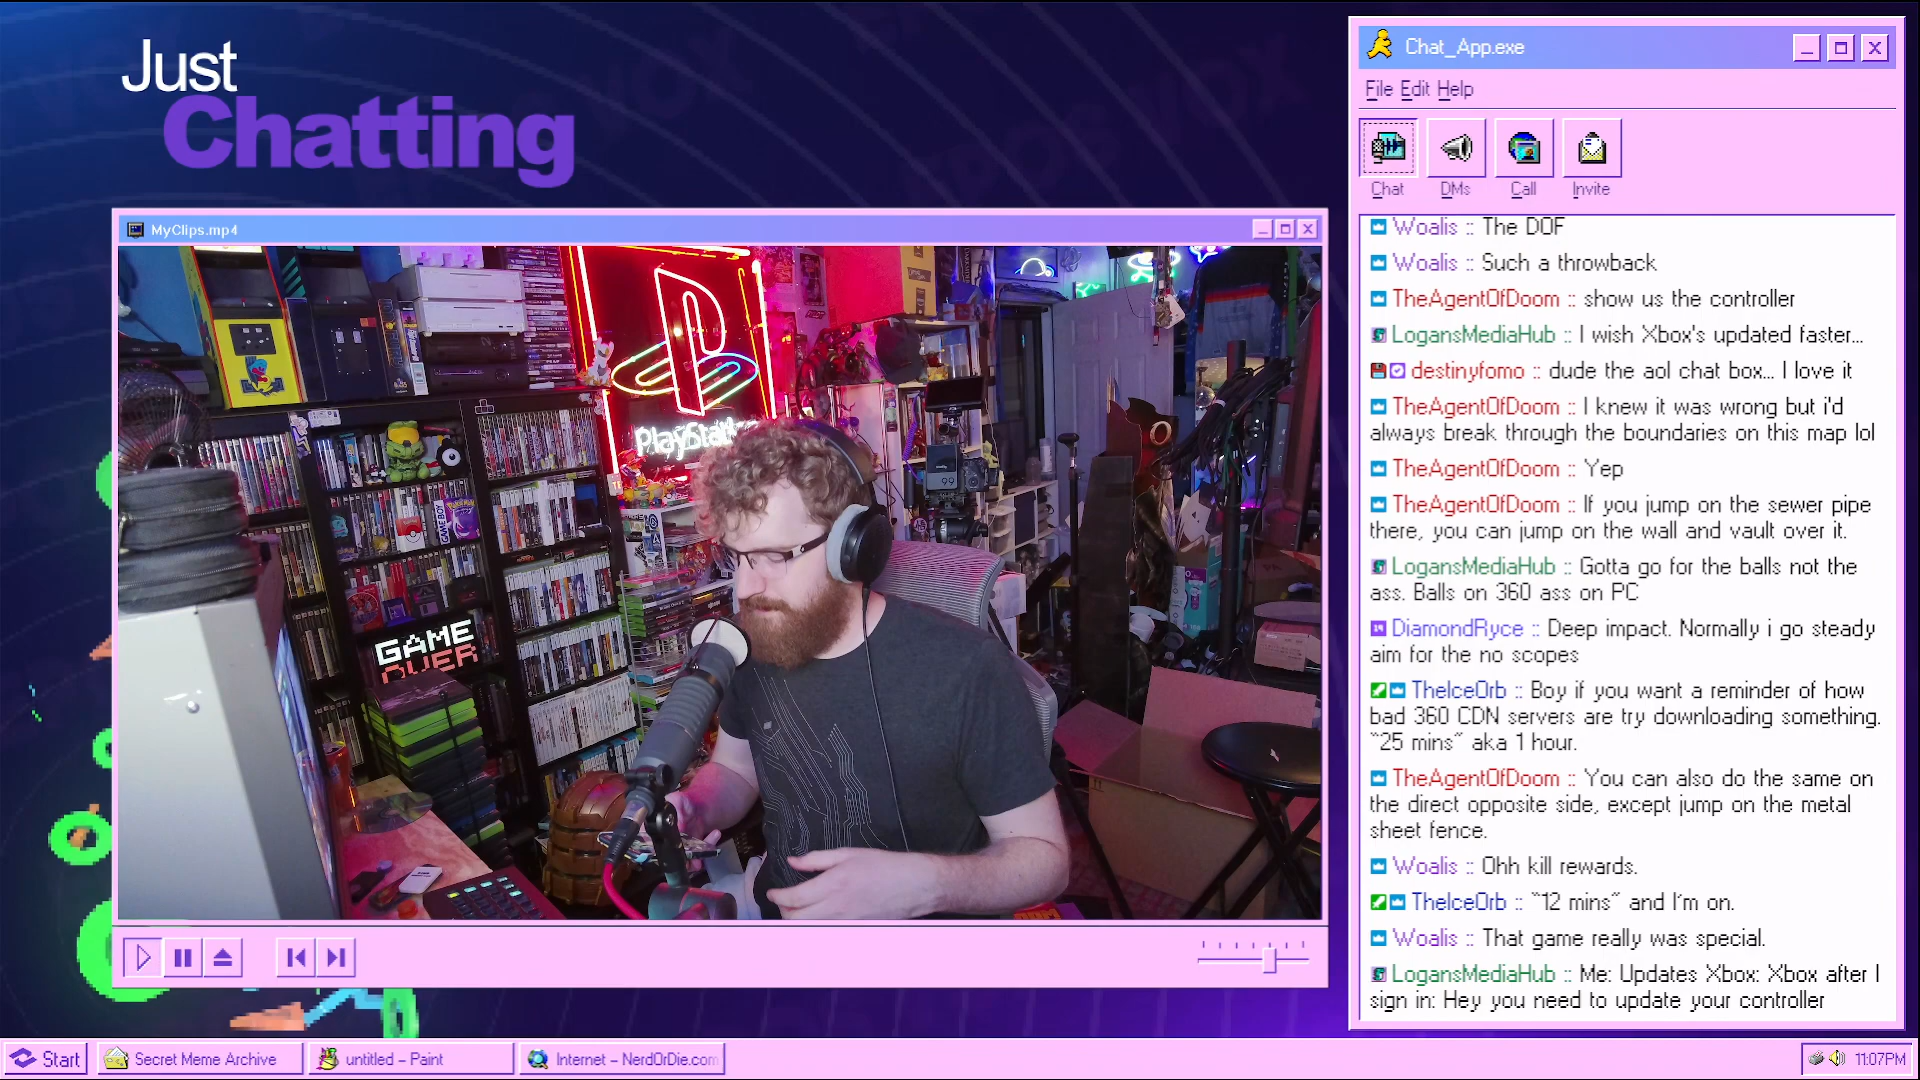 Just
Chatting
MyClips.mp4
PlayStati
GAME BOY
GAME
OVER
99
Chat_App.exe
File Edit Help
Chat DMs Call Invite
Woalis :: The DOF
Woalis :: Such a throwback
TheAgentOfDoom :: show us the controller
LogansMediaHub :: I wish Xbox's updated faster...
destinyfomo :: dude the aol chat box... I love it
TheAgentOfDoom :: I knew it was wrong but i'd
always break through the boundaries on this map lol
TheAgentOfDoom :: Yep
TheAgentOfDoom :: If you jump on the sewer pipe
there, you can jump on the wall and vault over it.
LogansMediaHub :: Gotta go for the balls not the
ass. Balls on 360 ass on PC
DiamondRyce :: Deep impact. Normally i go steady
aim for the no scopes
TheIceOrb :: Boy if you want a reminder of how
bad 360 CDN servers are try downloading something.
"25 mins" aka 1 hour.
TheAgentOfDoom :: You can also do the same on
the direct opposite side, except jump on the metal
sheet fence.
Woalis :: Ohh kill rewards.
TheIceOrb :: "12 mins" and I'm on.
Woalis :: That game really was special.
LogansMediaHub :: Me: Updates Xbox: Xbox after I
sign in: Hey you need to update your controller
Start Secret Meme Archive untitled - Paint Internet - NerdOrDie.com 11:07PM